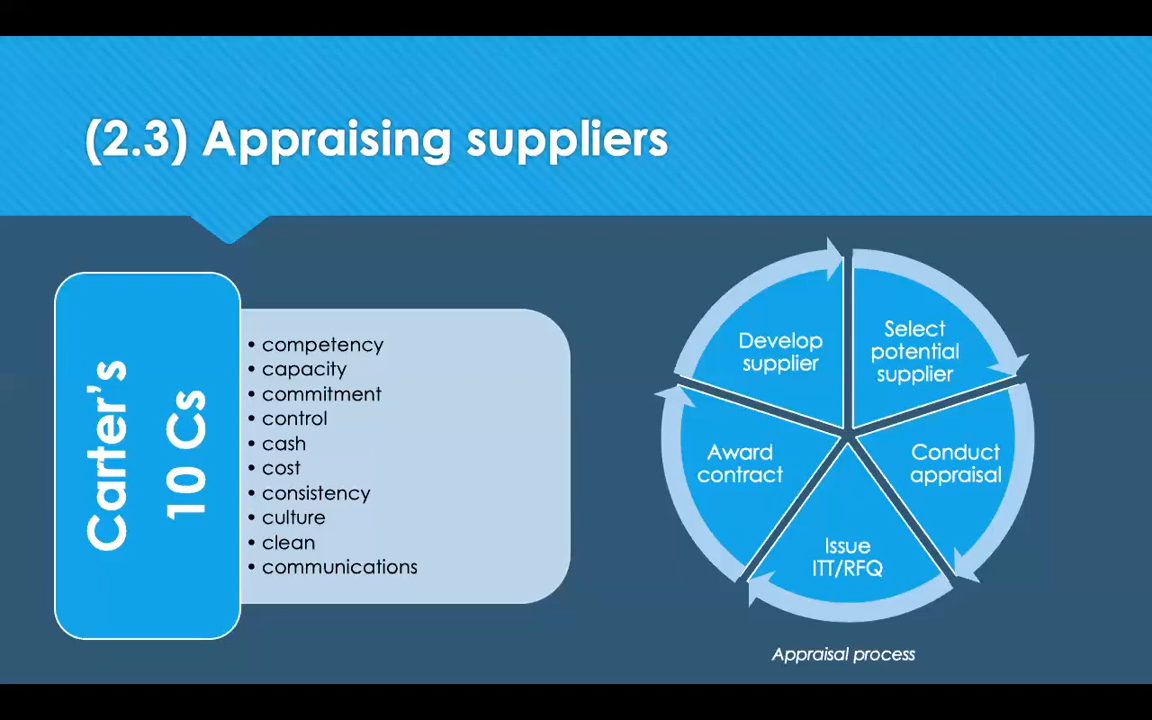 (2.3) Appraising suppliers
Carter's
10 Cs
• competency
• capacity
• commitment
• control
• cash
• cost
• consistency
• culture
• clean
• communications
Select
potential
supplier
Conduct
appraisal
Issue
ITT/RFQ
Award
contract
Develop
supplier
Appraisal process